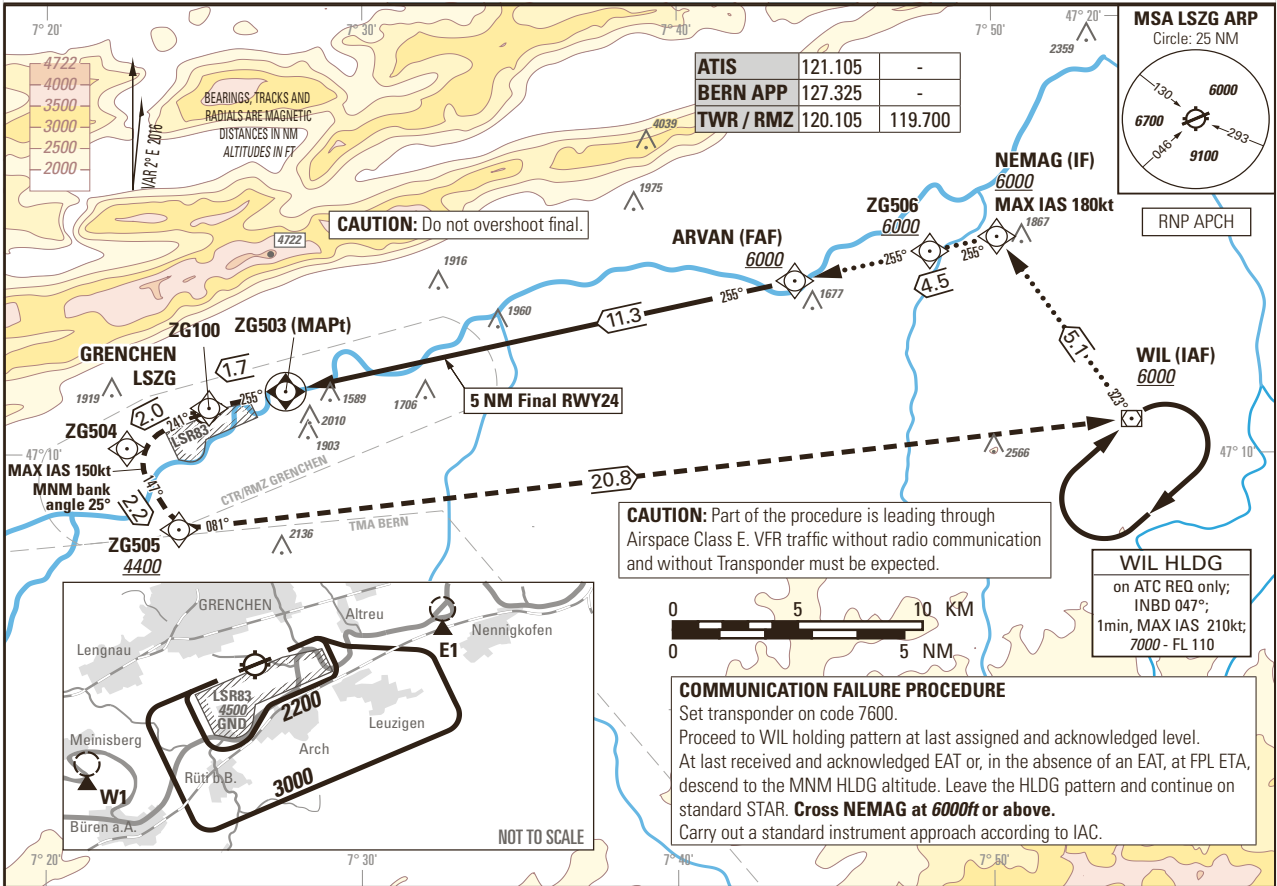 7° 20'
7° 30'
7° 50'
47° 20'
4722
4000
3500
3000
2500
2000
VAR 2° E 2016
BEARINGS, TRACKS AND
RADIALS ARE MAGNETIC
DISTANCES IN NM
ALTITUDES IN FT
ATIS 121.105 -
BERN APP 127.325 -
TWR / RMZ 120.105 119.700
2359
MSA LSZG ARP
Circle: 25 NM
130
6000
6700
293
046
9100
RNP APCH
4039
1975
CAUTION: Do not overshoot final.
4722
NEMAG (IF)
6000
MAX IAS 180kt
1867
ZG506
6000
ARVAN (FAF)
6000
255°
255°
4.5
1677
255°
11.3
1916
1960
5.1
323°
WIL (IAF)
6000
ZG100
ZG503 (MAPt)
GRENCHEN
LSZG
1.7
255°
1919
2.0
241°
LSR83
1589
2010
1903
1706
5 NM Final RWY24
ZG504
47° 10'
47° 10'
MAX IAS 150kt
MNM bank
angle 25°
147°
2.2
CTR/RMZ GRENCHEN
20.8
2566
081°
TMA BERN
ZG505
4400
2136
CAUTION: Part of the procedure is leading through
Airspace Class E. VFR traffic without radio communication
and without Transponder must be expected.
WIL HLDG
on ATC REQ only;
INBD 047°;
1min, MAX IAS 210kt;
7000 - FL 110
0 5 10 KM
0 5 NM
GRENCHEN
Altreu
Lengnau
Nennigkofen
E1
LSR83
4500
GND
2200
Leuzigen
Meinisberg
Arch
Rüti b.B.
W1
3000
Büren a.A.
NOT TO SCALE
COMMUNICATION FAILURE PROCEDURE
Set transponder on code 7600.
Proceed to WIL holding pattern at last assigned and acknowledged level.
At last received and acknowledged EAT or, in the absence of an EAT, at FPL ETA,
descend to the MNM HLDG altitude. Leave the HLDG pattern and continue on
standard STAR. Cross NEMAG at 6000ft or above.
Carry out a standard instrument approach according to IAC.
7° 20'
7° 30'
7° 40'
7° 50'